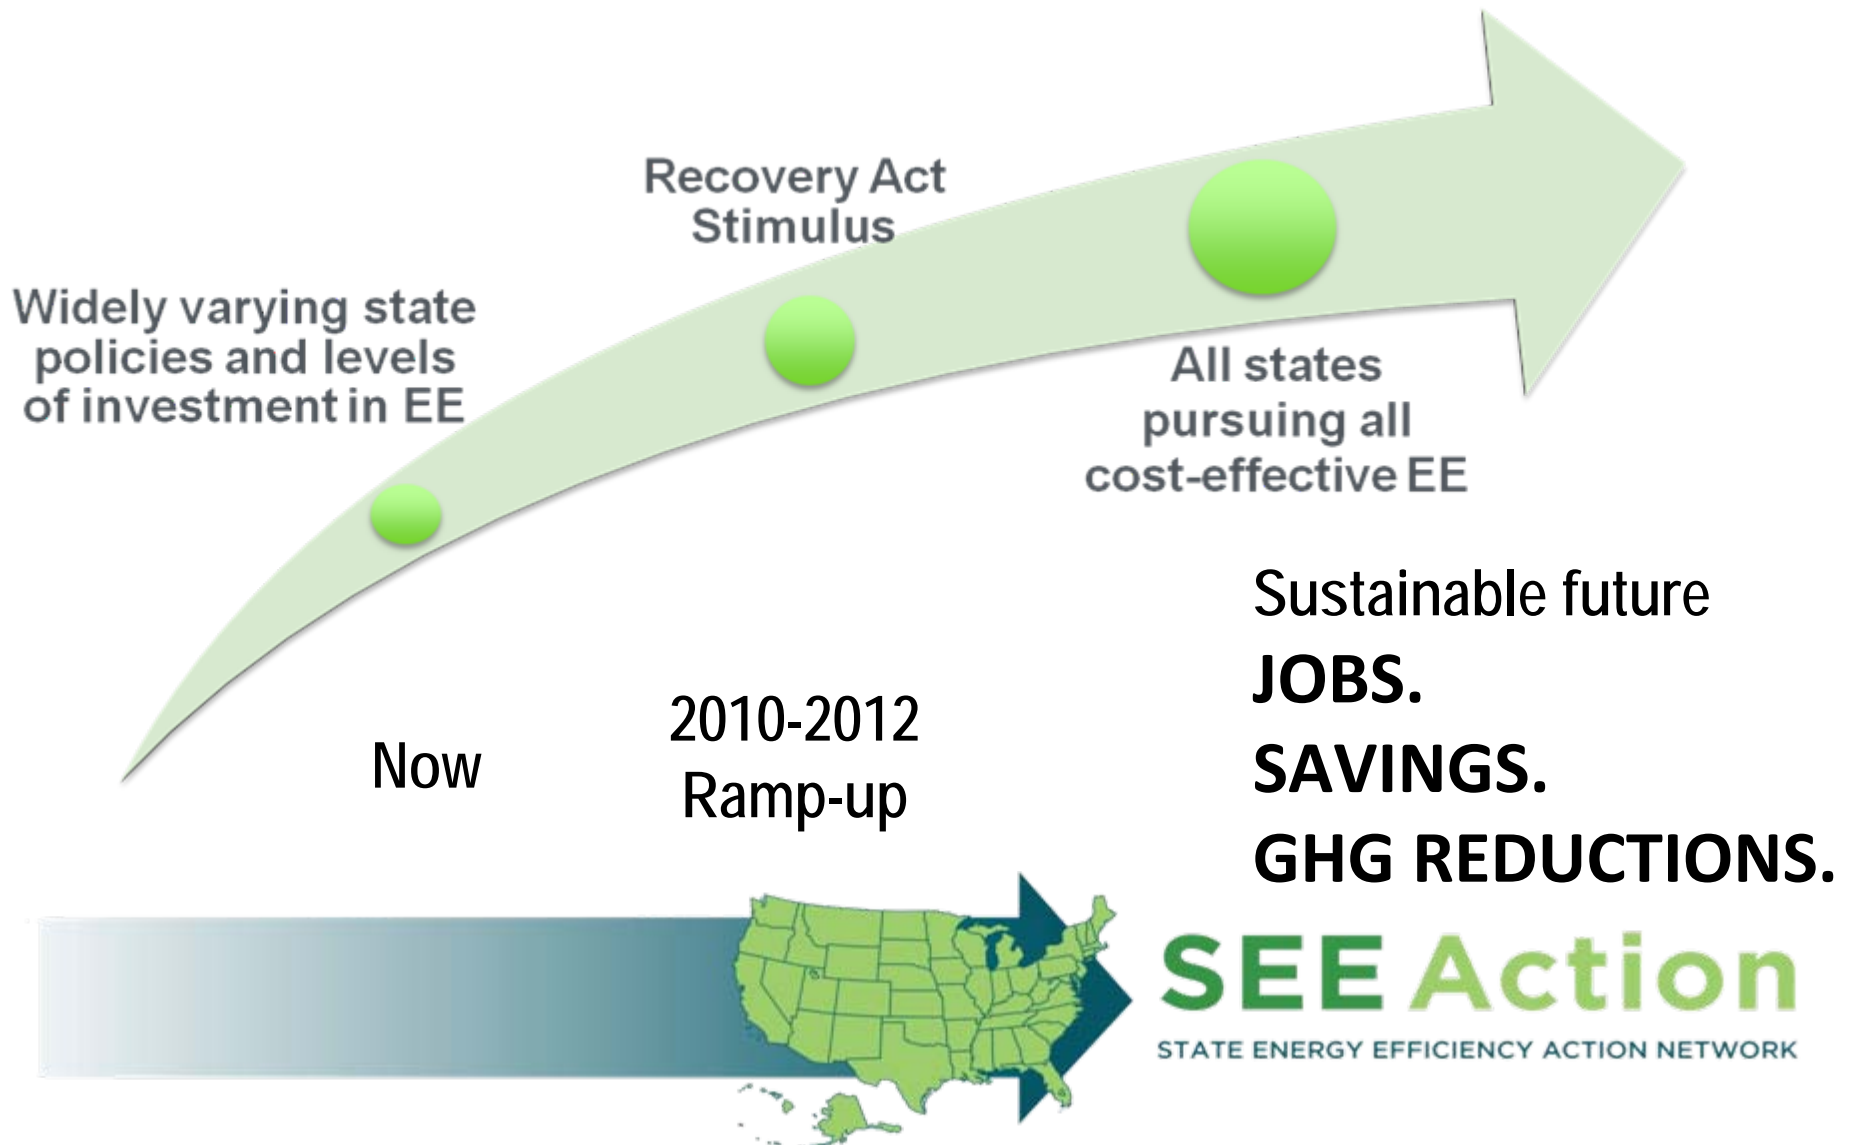 Recovery Act
Stimulus
Widely varying state
policies and levels
of investment in EE
All states
pursuing all
cost-effective EE
Now
2010-2012
Ramp-up
Sustainable future
JOBS.
SAVINGS.
GHG REDUCTIONS.
SEE Action
STATE ENERGY EFFICIENCY ACTION NETWORK